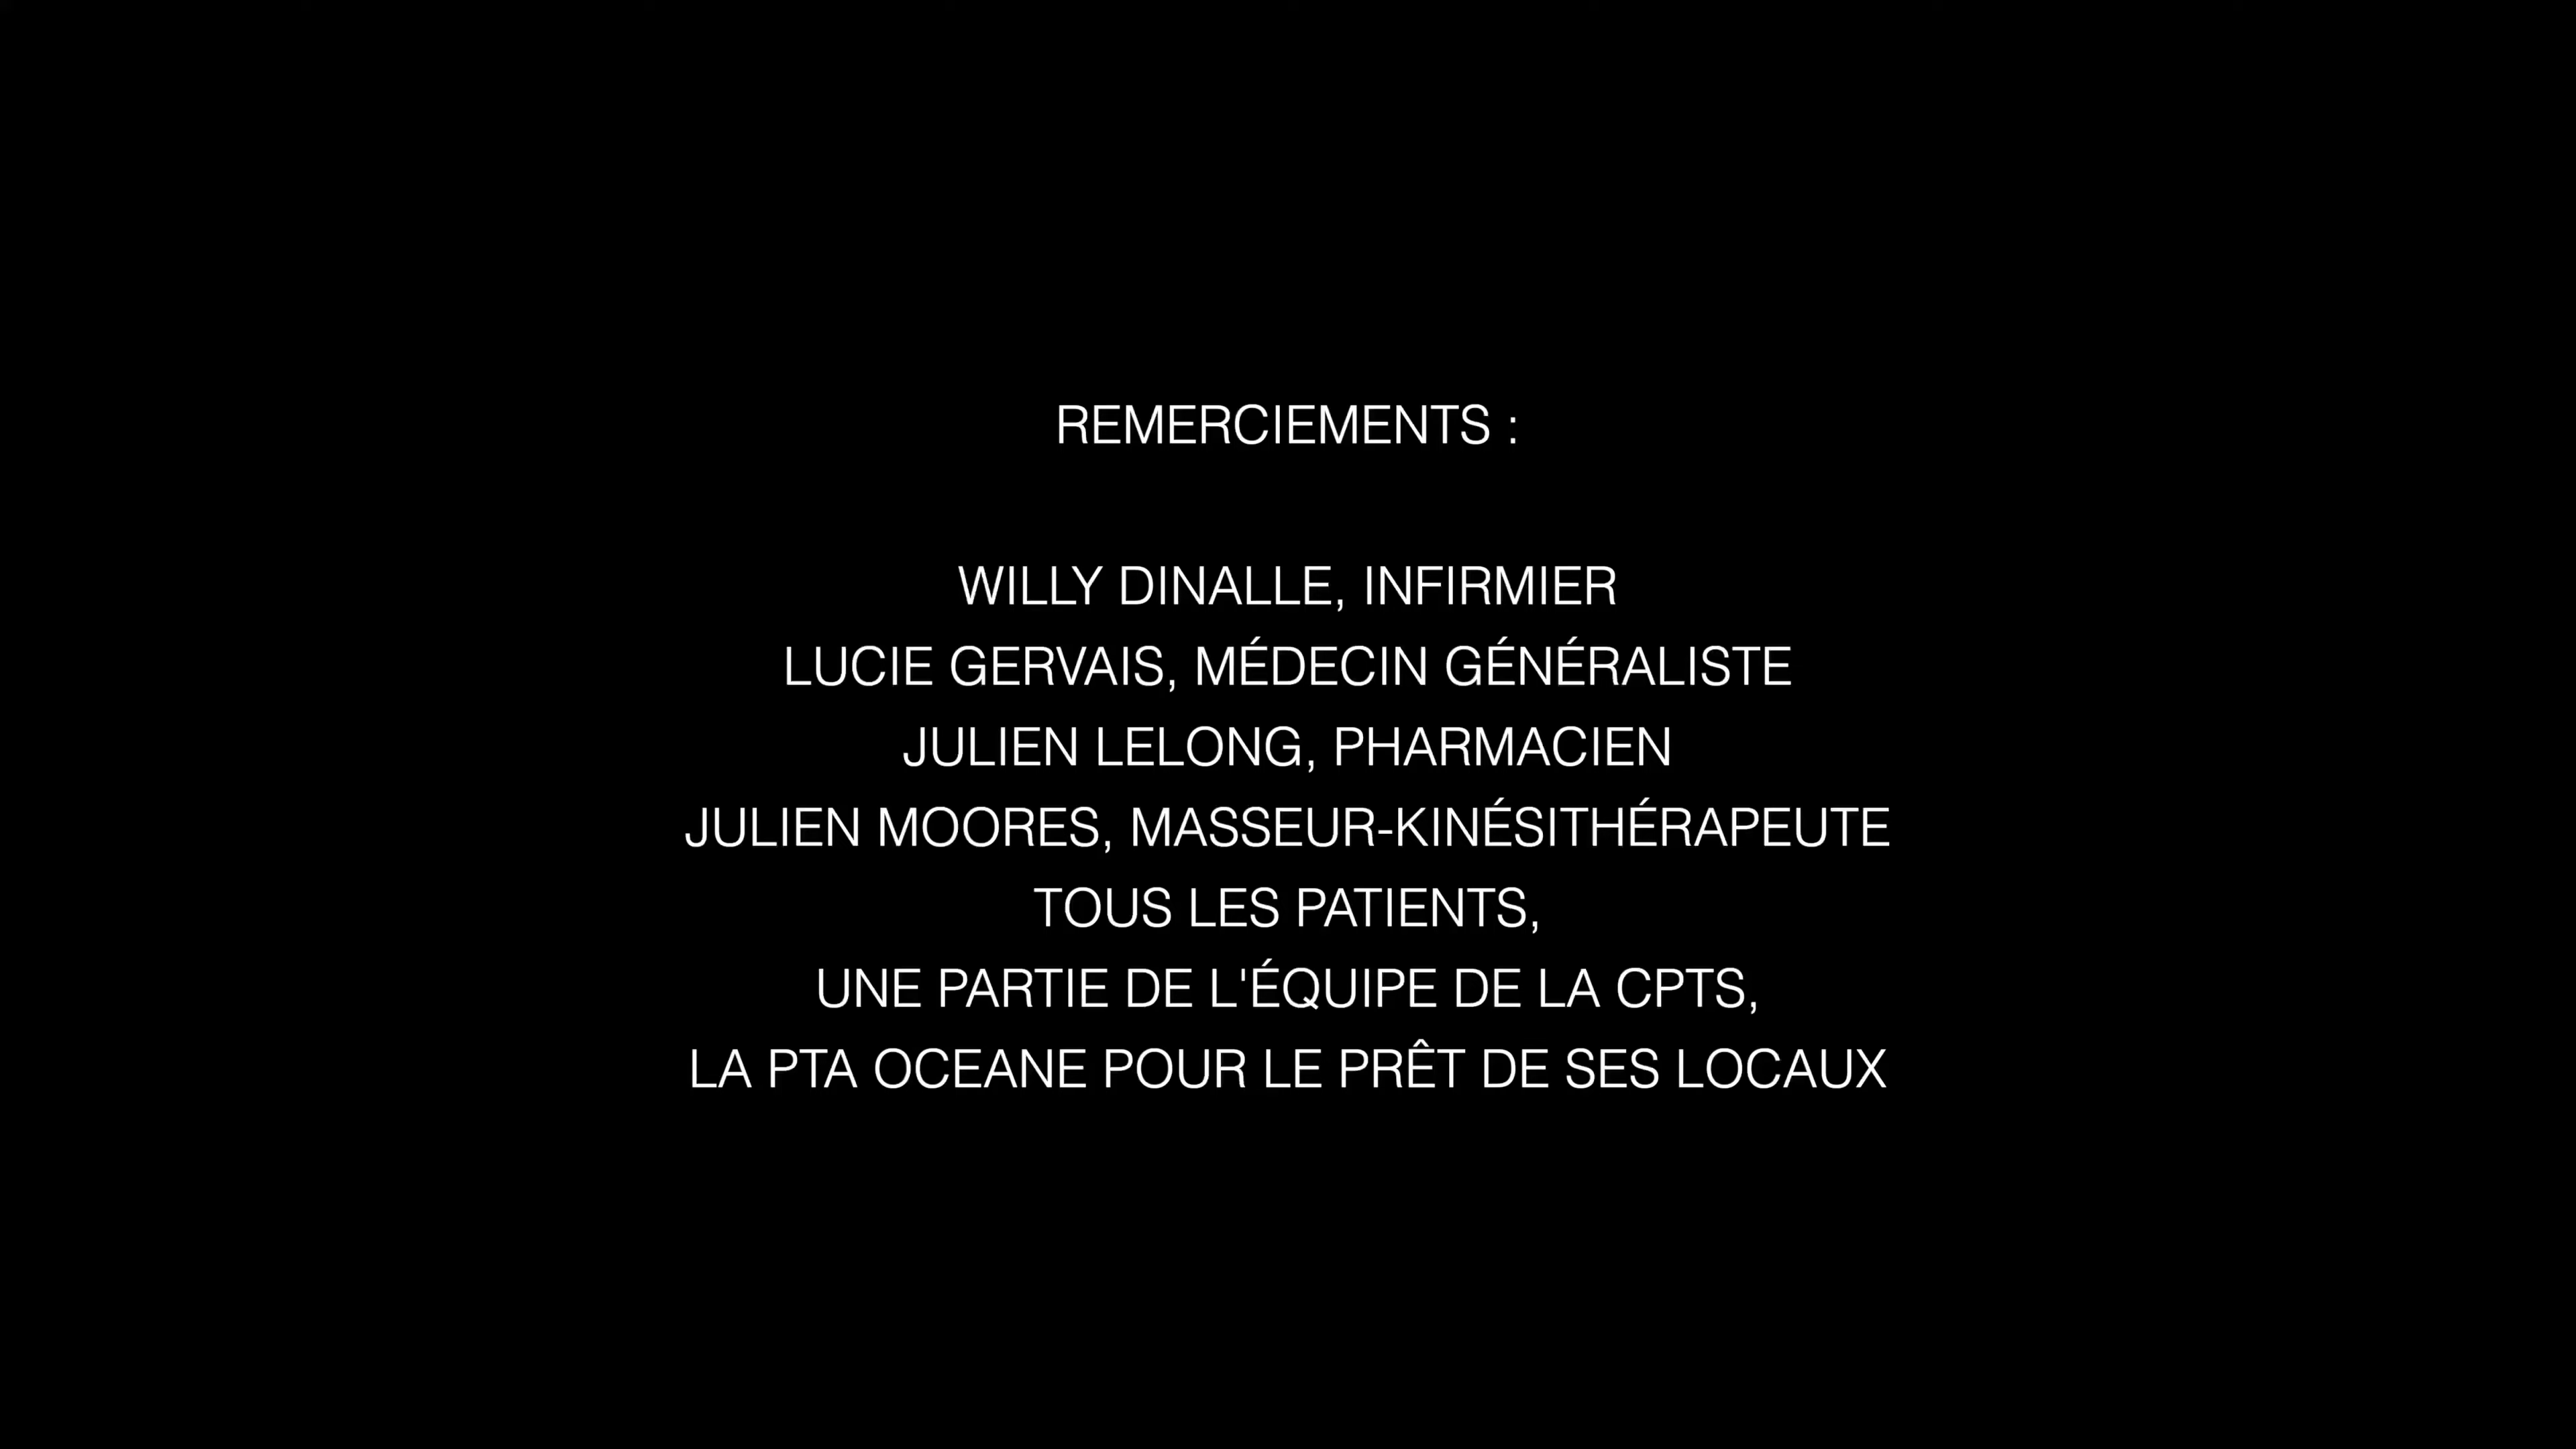 REMERCIEMENTS :
WILLY DINALLE, INFIRMIER
LUCIE GERVAIS, MÉDECIN GÉNÉRALISTE
JULIEN LELONG, PHARMACIEN
JULIEN MOORES, MASSEUR-KINÉSITHÉRAPEUTE
TOUS LES PATIENTS,
UNE PARTIE DE L'ÉQUIPE DE LA CPTS,
LA PTA OCEANE POUR LE PRÊT DE SES LOCAUX